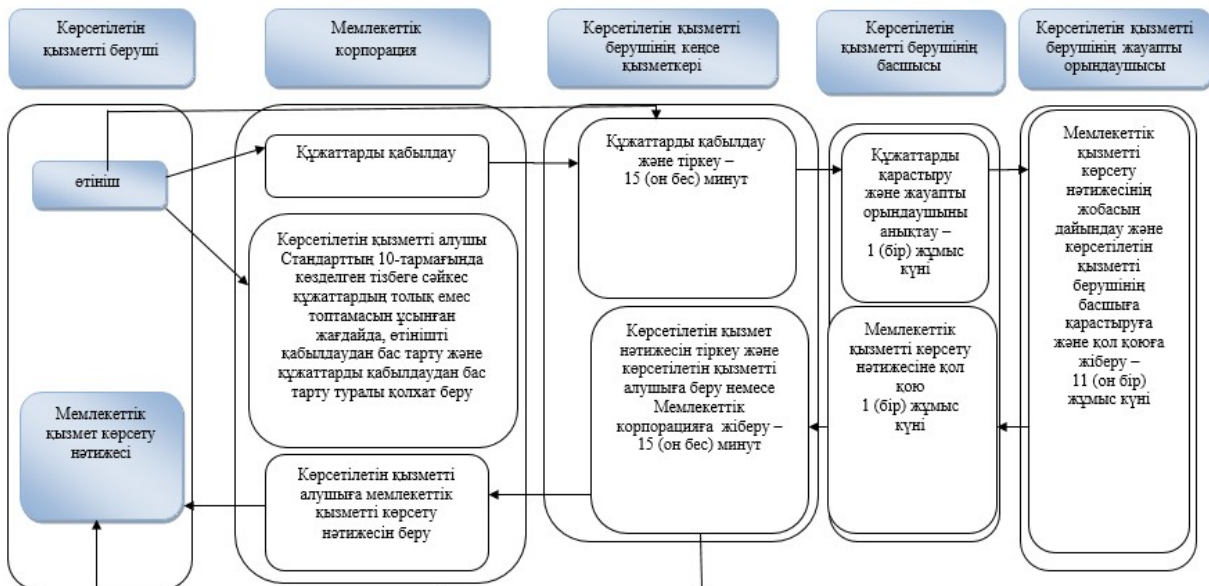 Көрсетілетін
қызметті беруші
Мемлекеттік
корпорация
Көрсетілетін қызметті
берушінің кеңсе
қызметкері
Көрсетілетін
қызметті берушінің
басшысы
Көрсетілетін қызметті
берушінің жауапты
орындаушысы
өтініш
Мемлекеттік
қызмет көрсету
нәтижесі
Құжаттарды қабылдау
Көрсетілетін қызметті алушы
Стандарттың 10-тармағында
көзделген тізбеге сәйкес
құжаттардың толық емес
топтамасын ұсынған
жағдайда, өтінішті
қабылдаудан бас тарту және
құжаттарды қабылдаудан бас
тарту туралы қолхат беру
Көрсетілетін қызметті
алушыға мемлекеттік
қызметті көрсету
нәтижесін беру
Құжаттарды қабылдау
және тіркеу –
15 (он бес) минут
Көрсетілетін қызмет
нәтижесін тіркеу және
көрсетілетін қызметті
алушыға беру немесе
Мемлекеттік
корпорацияға жіберу –
15 (он бес) минут
Құжаттарды
қарастыру
және жауапты
орындаушыны
анықтау –
1 (бір) жұмыс
күні
Мемлекеттік
қызметті көрсету
нәтижесіне қол
қою
1 (бір) жұмыс
күні
Мемлекеттік
қызметті
көрсету
нәтижесінің
жобасын
дайындау және
көрсетілетін
қызметті
берушінің
басшыға
қарастыруға
және қол қоюға
жіберу –
11 (он бір)
жұмыс күні